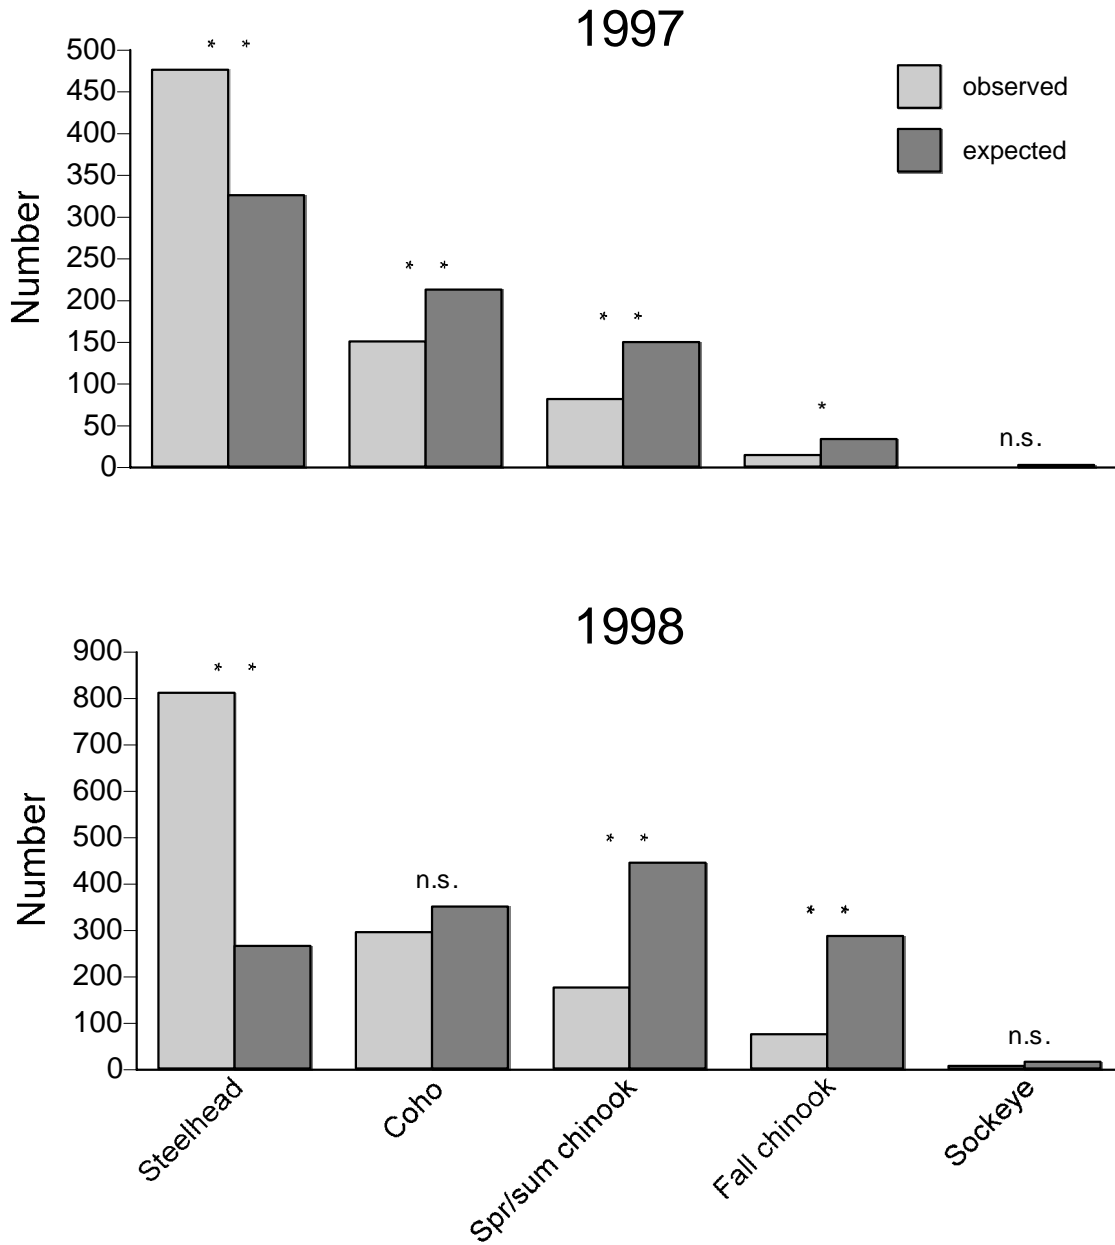 1997
500
450
400
350
300
250
200
150
100
50
0
Number
* *
* *
* *
*
n.s.
observed
expected
1998
900
800
700
600
500
400
300
200
100
0
Number
* *
n.s.
* *
* *
n.s.
Steelhead
Coho
Spr/sum chinook
Fall chinook
Sockeye